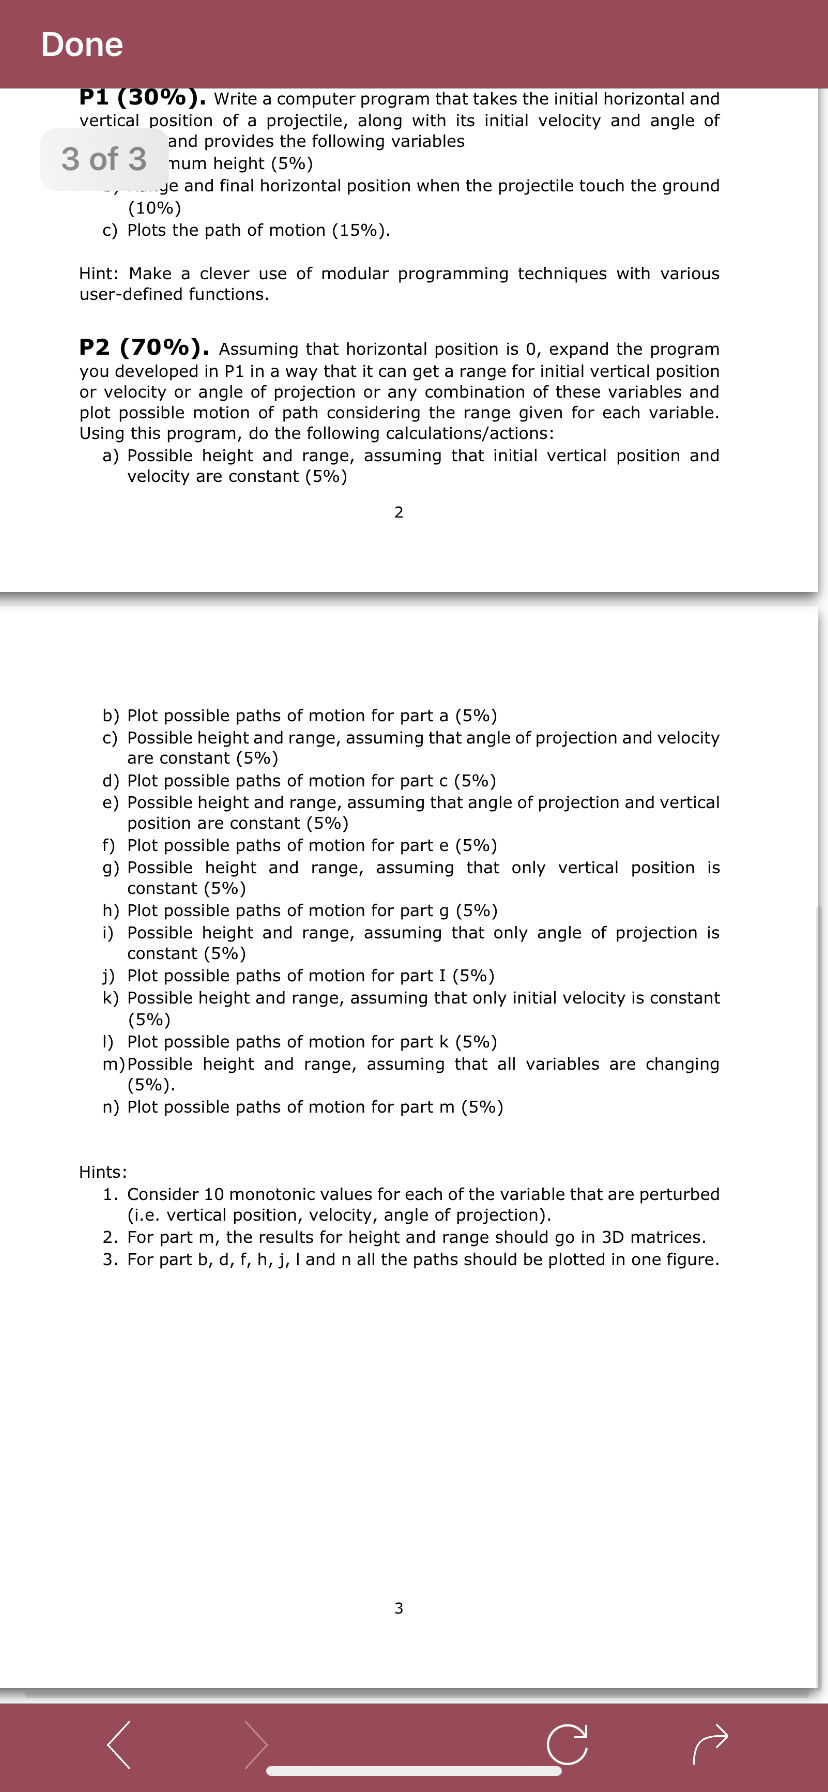 Done
P1 (30%). Write a computer program that takes the initial horizontal and
vertical position of a projectile, along with its initial velocity and angle of
and provides the following variables
3 of 3
mum height (5%)
and final horizontal position when the projectile touch the ground
(10%)
c) Plots the path of motion (15%).
Hint: Make a clever use of modular programming techniques with various
user-defined functions.
P2 (70%). Assuming that horizontal position is 0, expand the program
you developed in P1 in a way that it can get a range for initial vertical position
or velocity or angle of projection or any combination of these variables and
plot possible motion of path considering the range given for each variable.
Using this program, do the following calculations/actions:
a) Possible height and range, assuming that initial vertical position and
velocity are constant (5%)
2
b) Plot possible paths of motion for part a (5%)
c) Possible height and range, assuming that angle of projection and velocity
are constant (5%)
d) Plot possible paths of motion for part c (5%)
e) Possible height and range, assuming that angle of projection and vertical
position are constant (5%)
f) Plot possible paths of motion for part e (5%)
g) Possible height and range, assuming that only vertical position is
constant (5%)
h) Plot possible paths of motion for part g (5%)
i) Possible height and range, assuming that only angle of projection is
constant (5%)
j) Plot possible paths of motion for part I (5%)
k) Possible height and range, assuming that only initial velocity is constant
(5%)
l) Plot possible paths of motion for part k (5%)
m) Possible height and range, assuming that all variables are changing
(5%).
n) Plot possible paths of motion for part m (5%)
Hints:
1. Consider 10 monotonic values for each of the variable that are perturbed
(i.e. vertical position, velocity, angle of projection).
2. For part m, the results for height and range should go in 3D matrices.
3. For part b, d, f, h, j, l and n all the paths should be plotted in one figure.
3